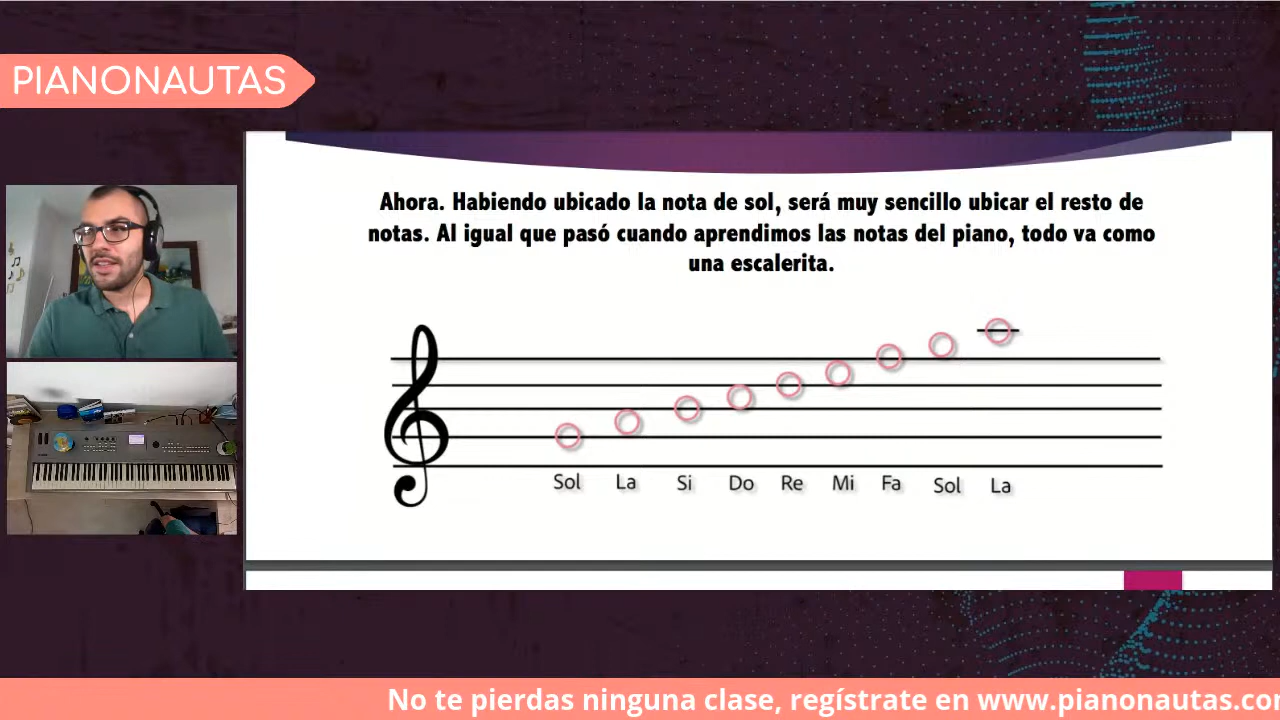 PIANONAUTAS
Ahora. Habiendo ubicado la nota de sol, será muy sencillo ubicar el resto de
notas. Al igual que pasó cuando aprendimos las notas del piano, todo va como
una escalerita.
Sol La Si Do Re Mi Fa Sol La
No te pierdas ninguna clase, regístrate en www.pianonautas.co